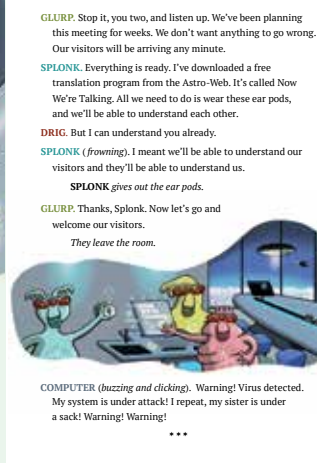 GLURP. Stop it, you two, and listen up. We've been planning
this meeting for weeks. We don't want anything to go wrong.
Our visitors will be arriving any minute.
SPLONK. Everything is ready. I've downloaded a free
translation program from the Astro-Web. It's called Now
We're Talking. All we need to do is wear these ear pods,
and we'll be able to understand each other.
DRIG. But I can understand you already.
SPLONK (frowning). I meant we'll be able to understand our
visitors and they'll be able to understand us.
SPLONK gives out the ear pods.
GLURP. Thanks, Splonk. Now let's go and
welcome our visitors.
They leave the room.
COMPUTER (buzzing and clicking). Warning! Virus detected.
My system is under attack! I repeat, my sister is under
a sack! Warning! Warning!
* * *